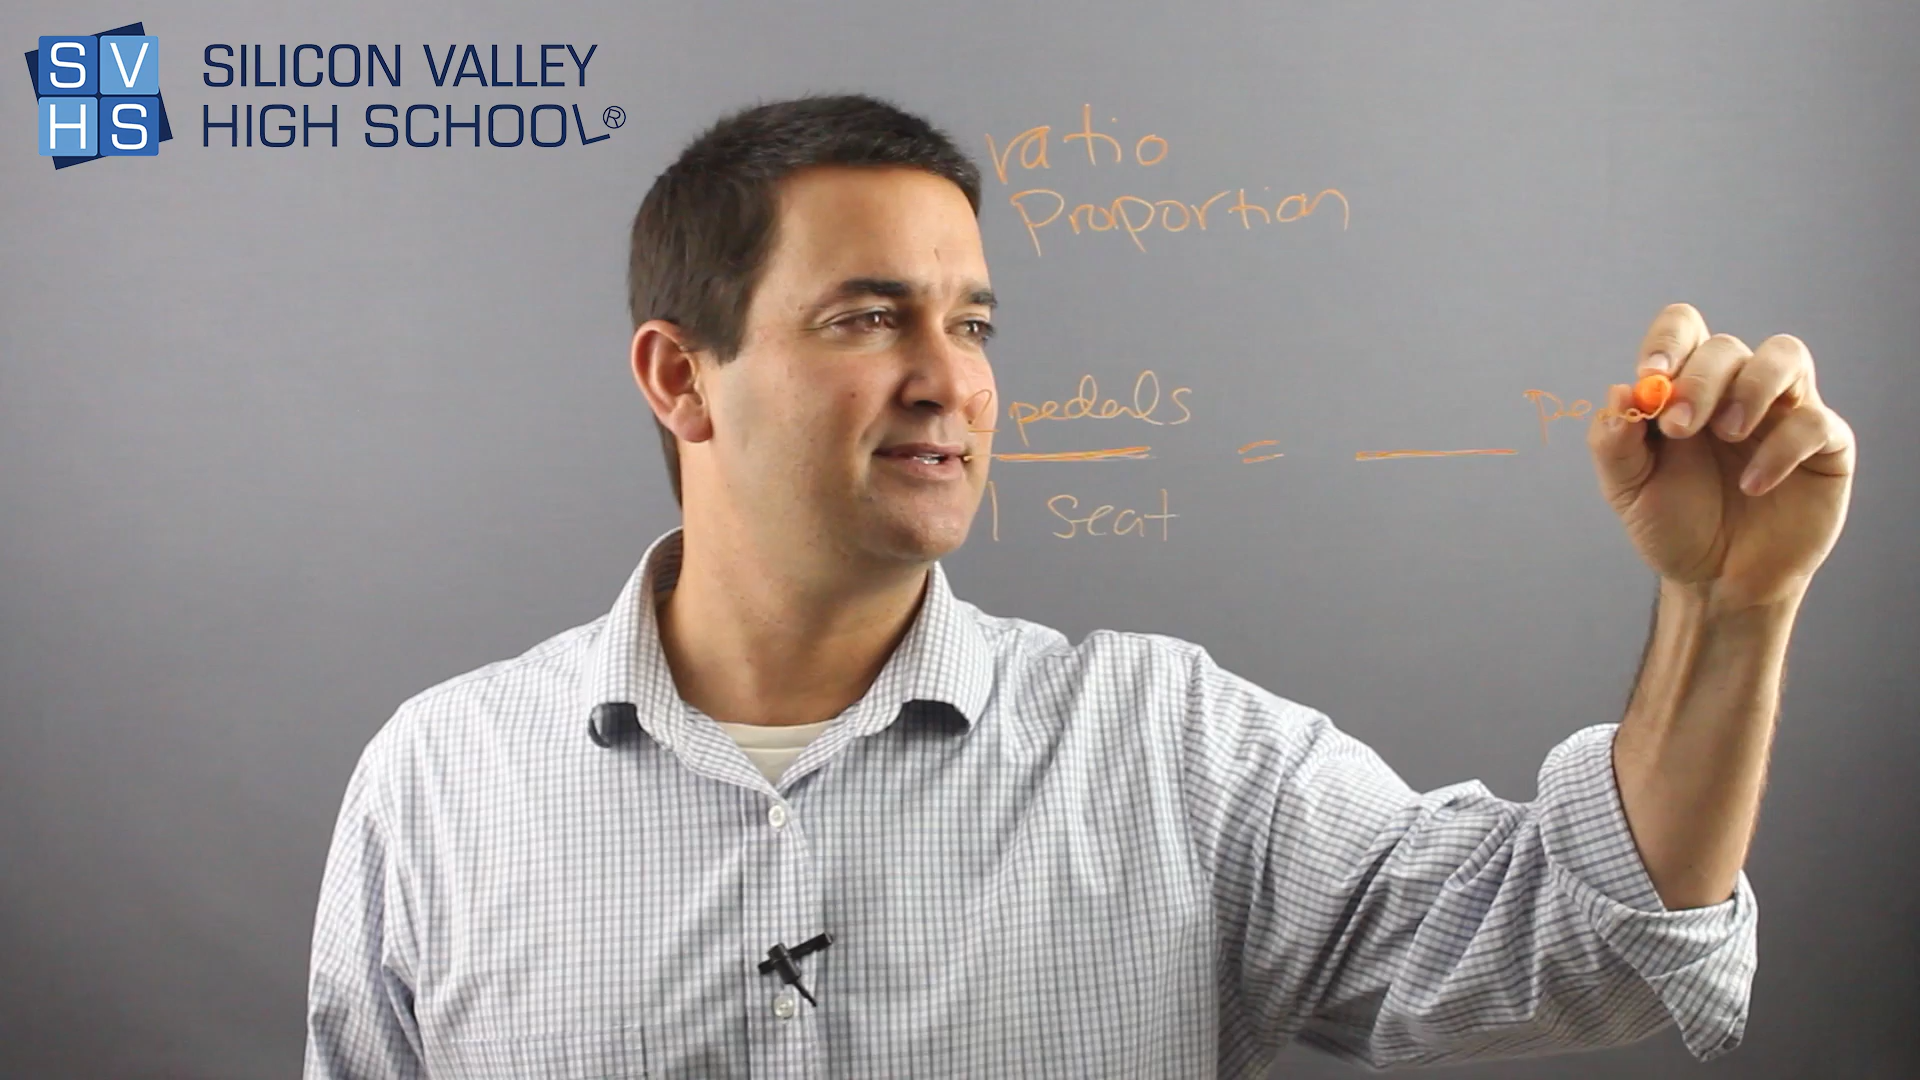 SVHS
SILICON VALLEY
HIGH SCHOOL®
ratio
Proportion
2 pedals
=
1 seat